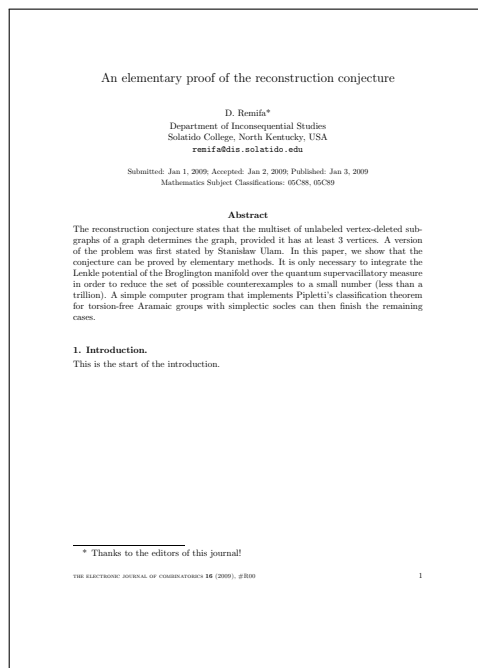 An elementary proof of the reconstruction conjecture
D. Remifa*
Department of Inconsequential Studies
Solatido College, North Kentucky, USA
remifa@dis.solatido.edu
Submitted: Jan 1, 2009; Accepted: Jan 2, 2009; Published: Jan 3, 2009
Mathematics Subject Classifications: 05C88, 05C89
Abstract
The reconstruction conjecture states that the multiset of unlabeled vertex-deleted sub-
graphs of a graph determines the graph, provided it has at least 3 vertices. A version
of the problem was first stated by Stanisław Ulam. In this paper, we show that the
conjecture can be proved by elementary methods. It is only necessary to integrate the
Lenkle potential of the Broglington manifold over the quantum supervacillatory measure
in order to reduce the set of possible counterexamples to a small number (less than a
trillion). A simple computer program that implements Pipletti's classification theorem
for torsion-free Aramaic groups with simplectic socles can then finish the remaining
cases.
1. Introduction.
This is the start of the introduction.
* Thanks to the editors of this journal!
THE ELECTRONIC JOURNAL OF COMBINATORICS 16 (2009), #R00 1